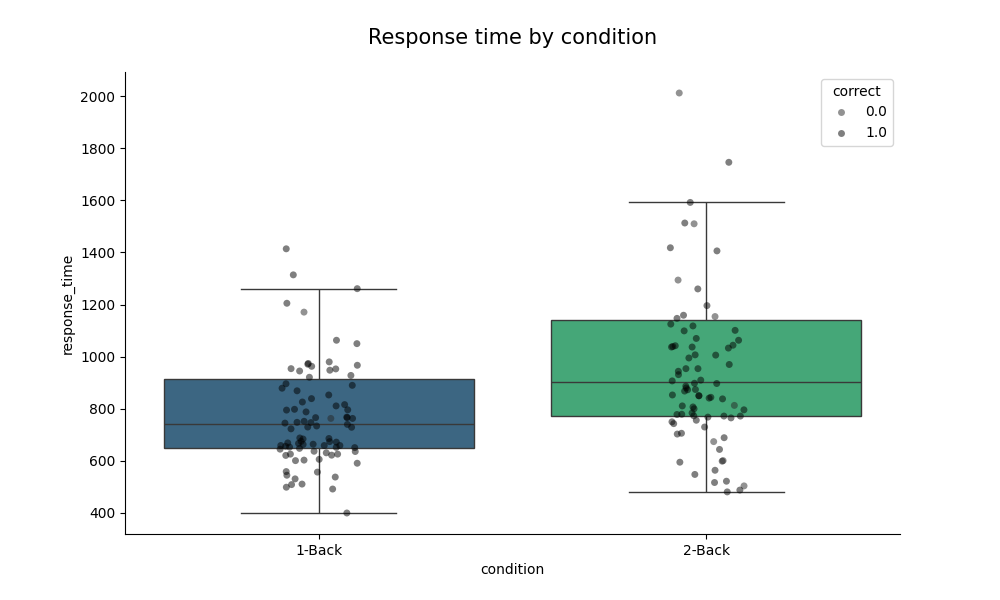 Response time by condition
correct
0.0
1.0
2000
1800
1600
1400
1200
1000
800
600
400
response_time
1-Back
2-Back
condition